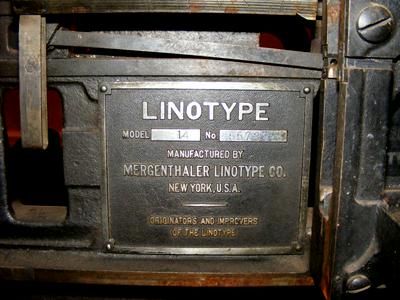 LINOTYPE
MODEL 14 No
MANUFACTURED BY
MERGENTHALER LINOTYPE CO.
NEW YORK, U.S.A.
ORIGINATORS AND IMPROVERS
OF THE LINOTYPE